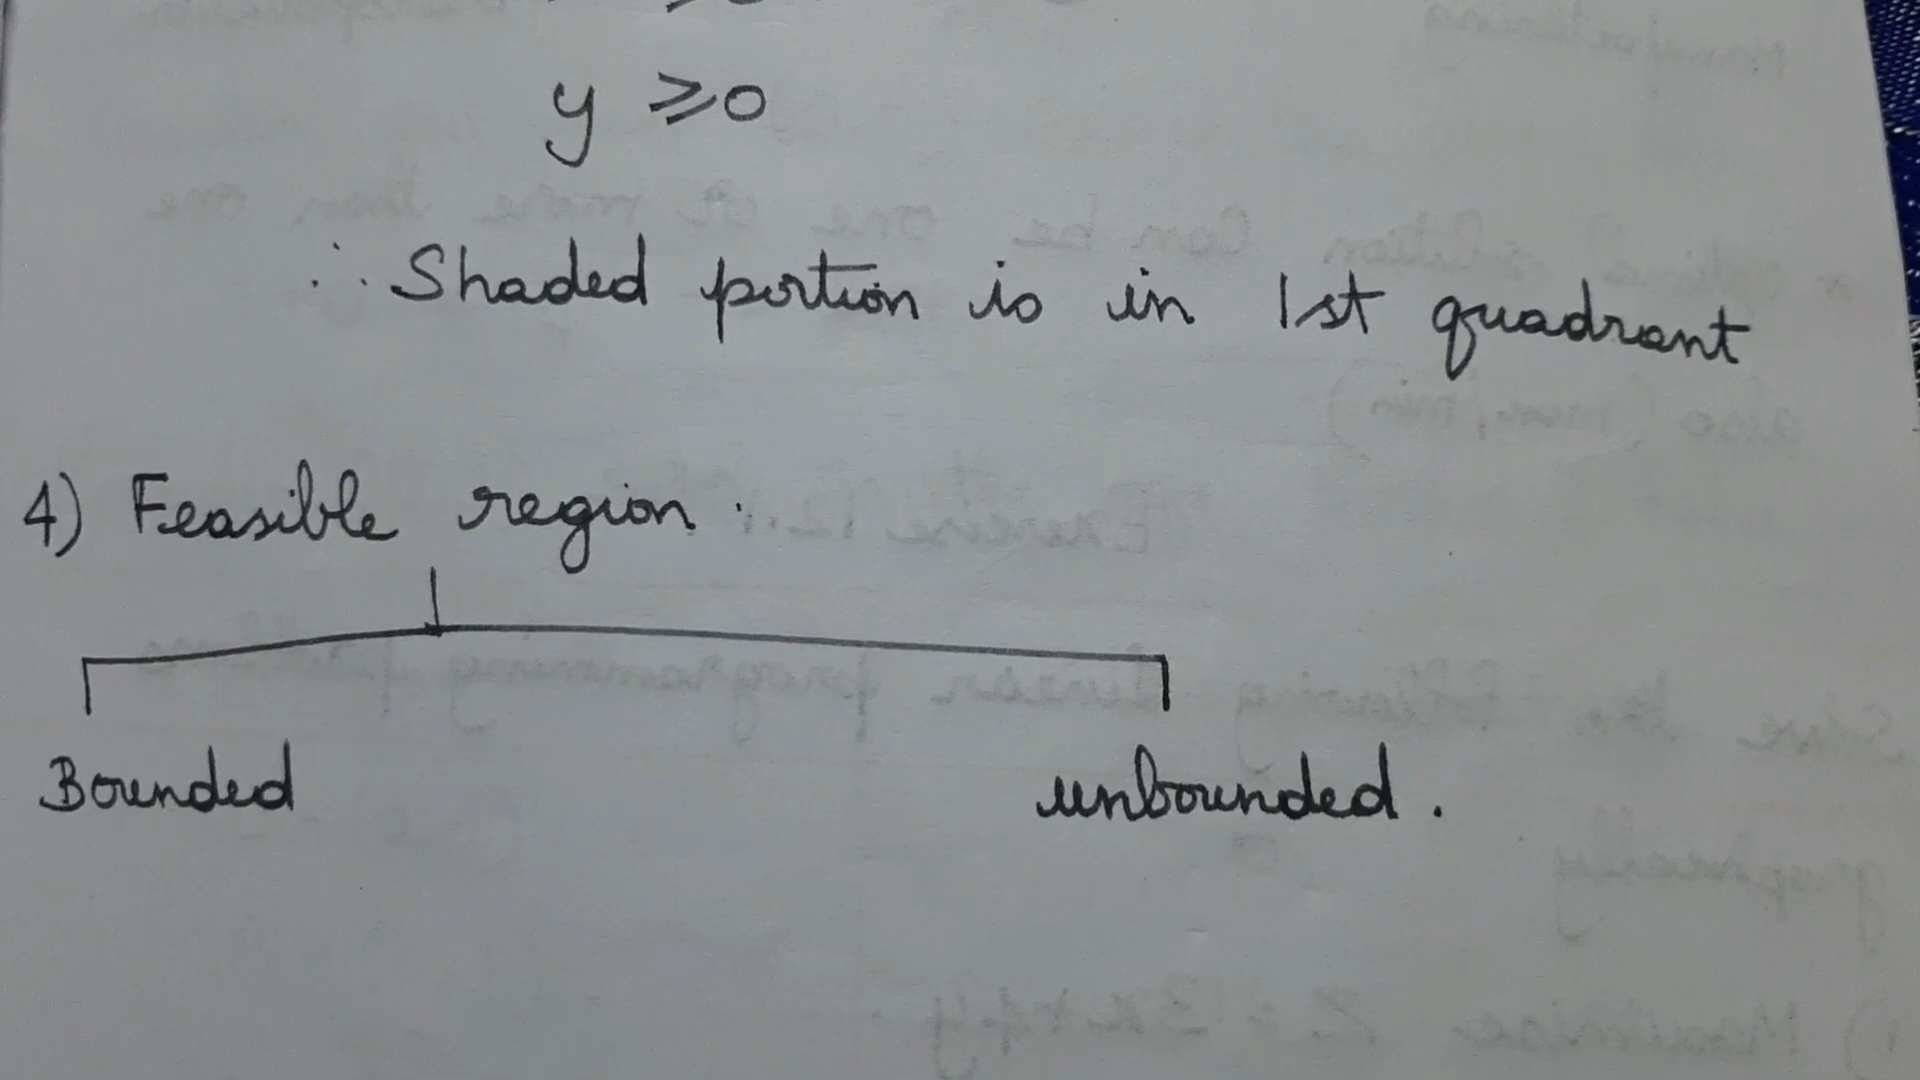 y ≥ 0
∴ Shaded portion is in 1st quadrant
4) Feasible region.
Bounded unbounded.